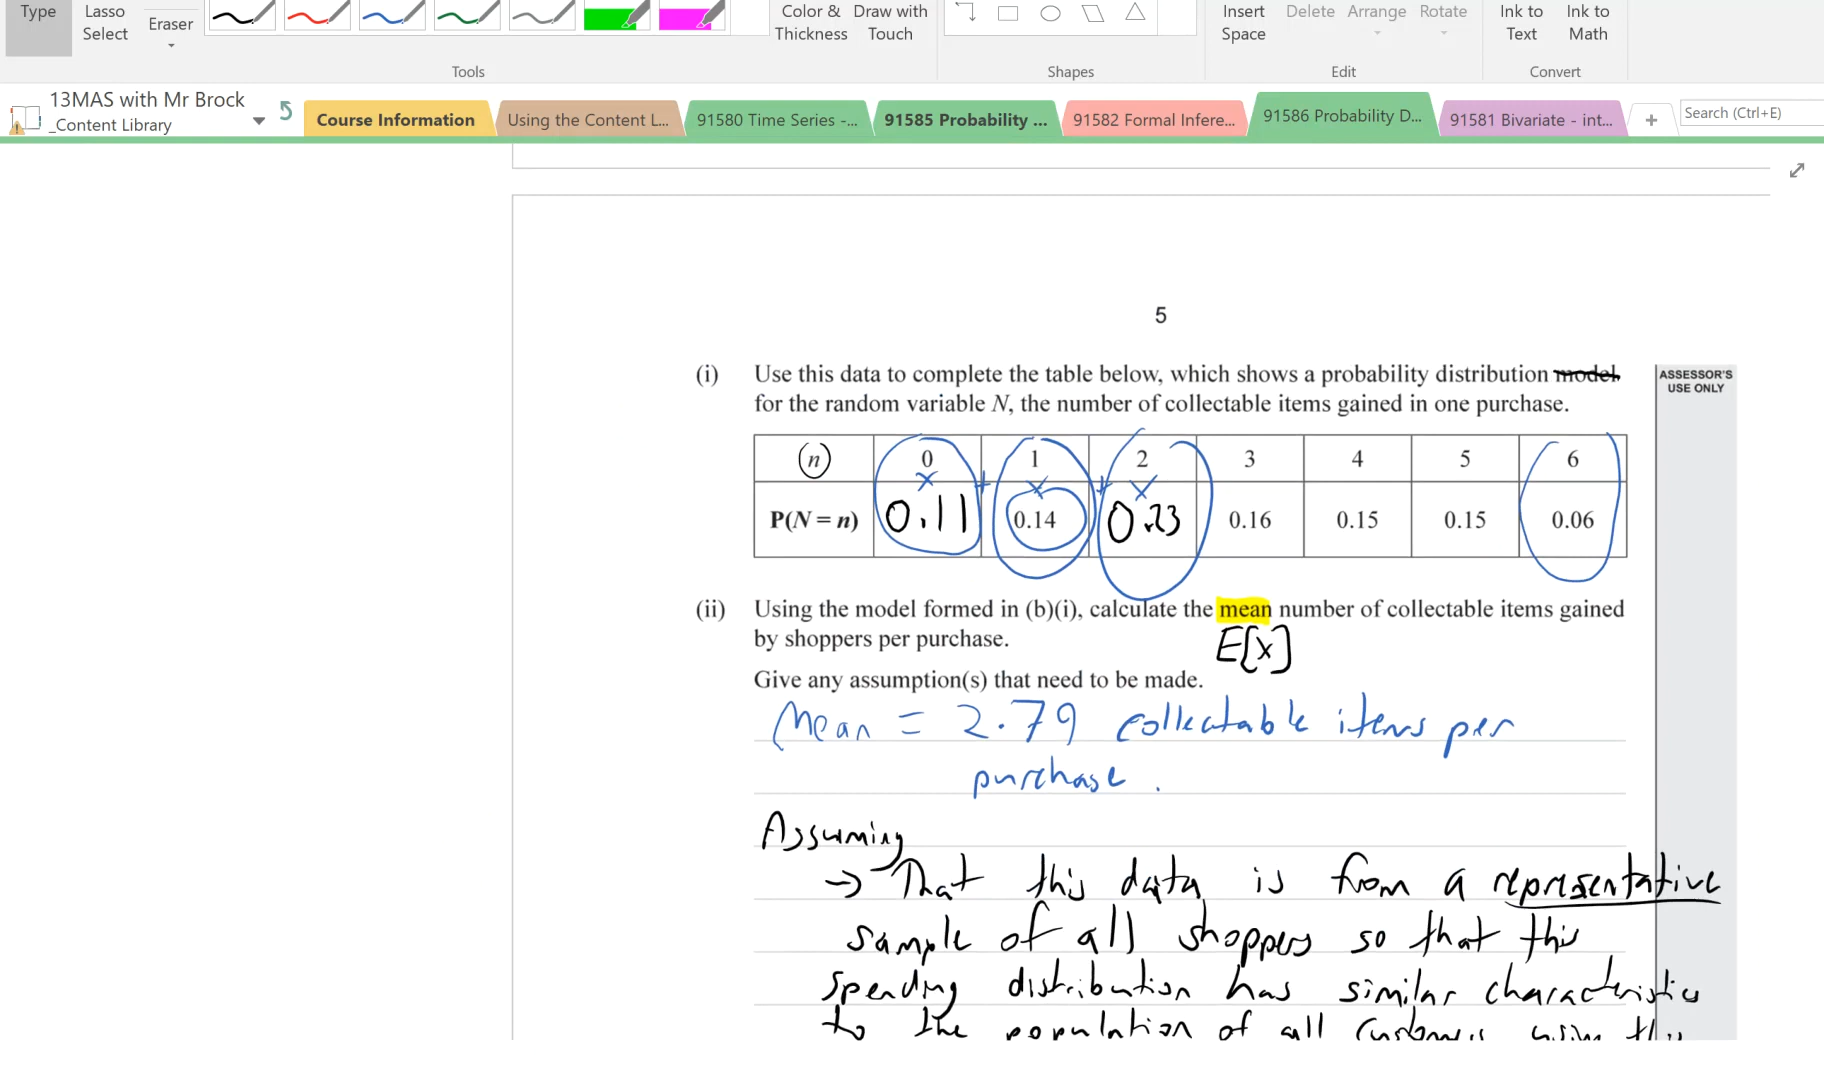 Type
Lasso
Select
Eraser
Color &
Thickness
Draw with
Touch
Insert
Space
Delete
Arrange
Rotate
Ink to
Text
Ink to
Math
Tools
Shapes
Edit
Convert
13MAS with Mr Brock
_Content Library
Course Information
Using the Content L...
91580 Time Series -...
91585 Probability ...
91582 Formal Infere...
91586 Probability D...
91581 Bivariate - int...
+
Search (Ctrl+E)
5
(i) Use this data to complete the table below, which shows a probability distribution model
for the random variable N, the number of collectable items gained in one purchase.
ASSESSOR'S
USE ONLY
n 0 1 2 3 4 5 6
× + × + ×
P(N = n) 0.11 0.14 0.23 0.16 0.15 0.15 0.06
(ii) Using the model formed in (b)(i), calculate the mean number of collectable items gained
by shoppers per purchase.
E[x]
Give any assumption(s) that need to be made.
Mean = 2.79 collectable items per
purchase.
Assuming
→ That this data is from a representative
sample of all shoppers so that this
spending distribution has similar characteristics
to the population of all customers using this